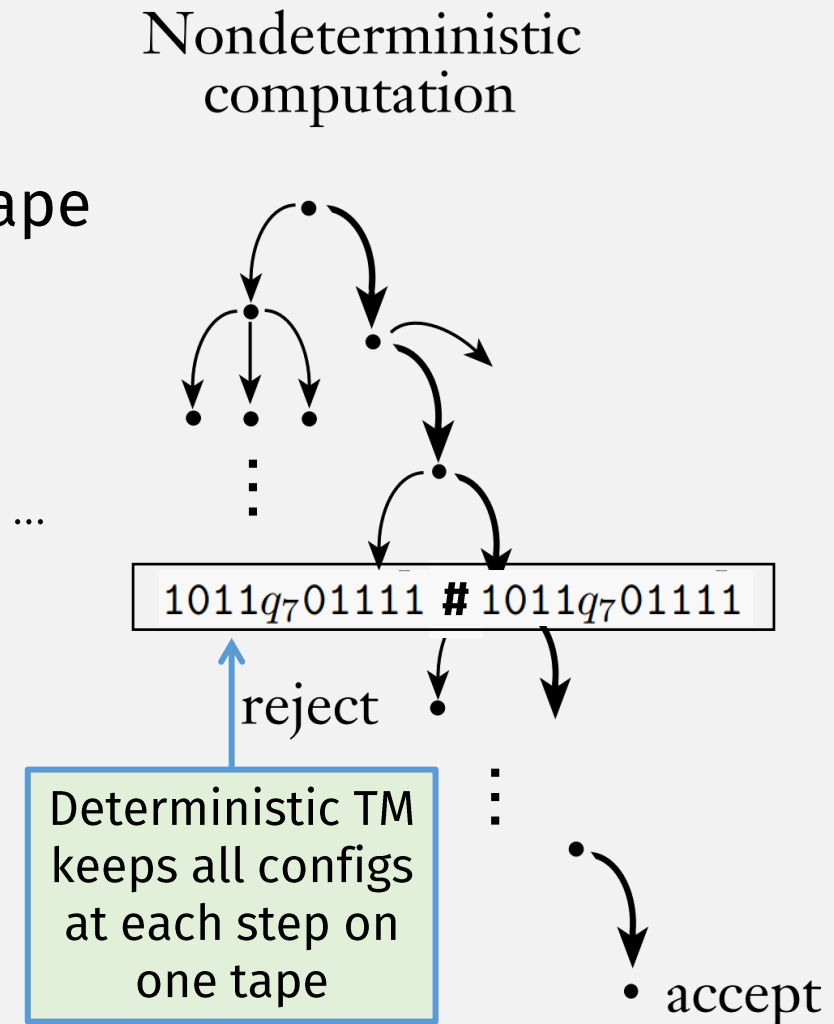 Nondeterministic
computation
ape
...
1011q₇01111 # 1011q₇01111
reject
Deterministic TM
keeps all configs
at each step on
one tape
accept